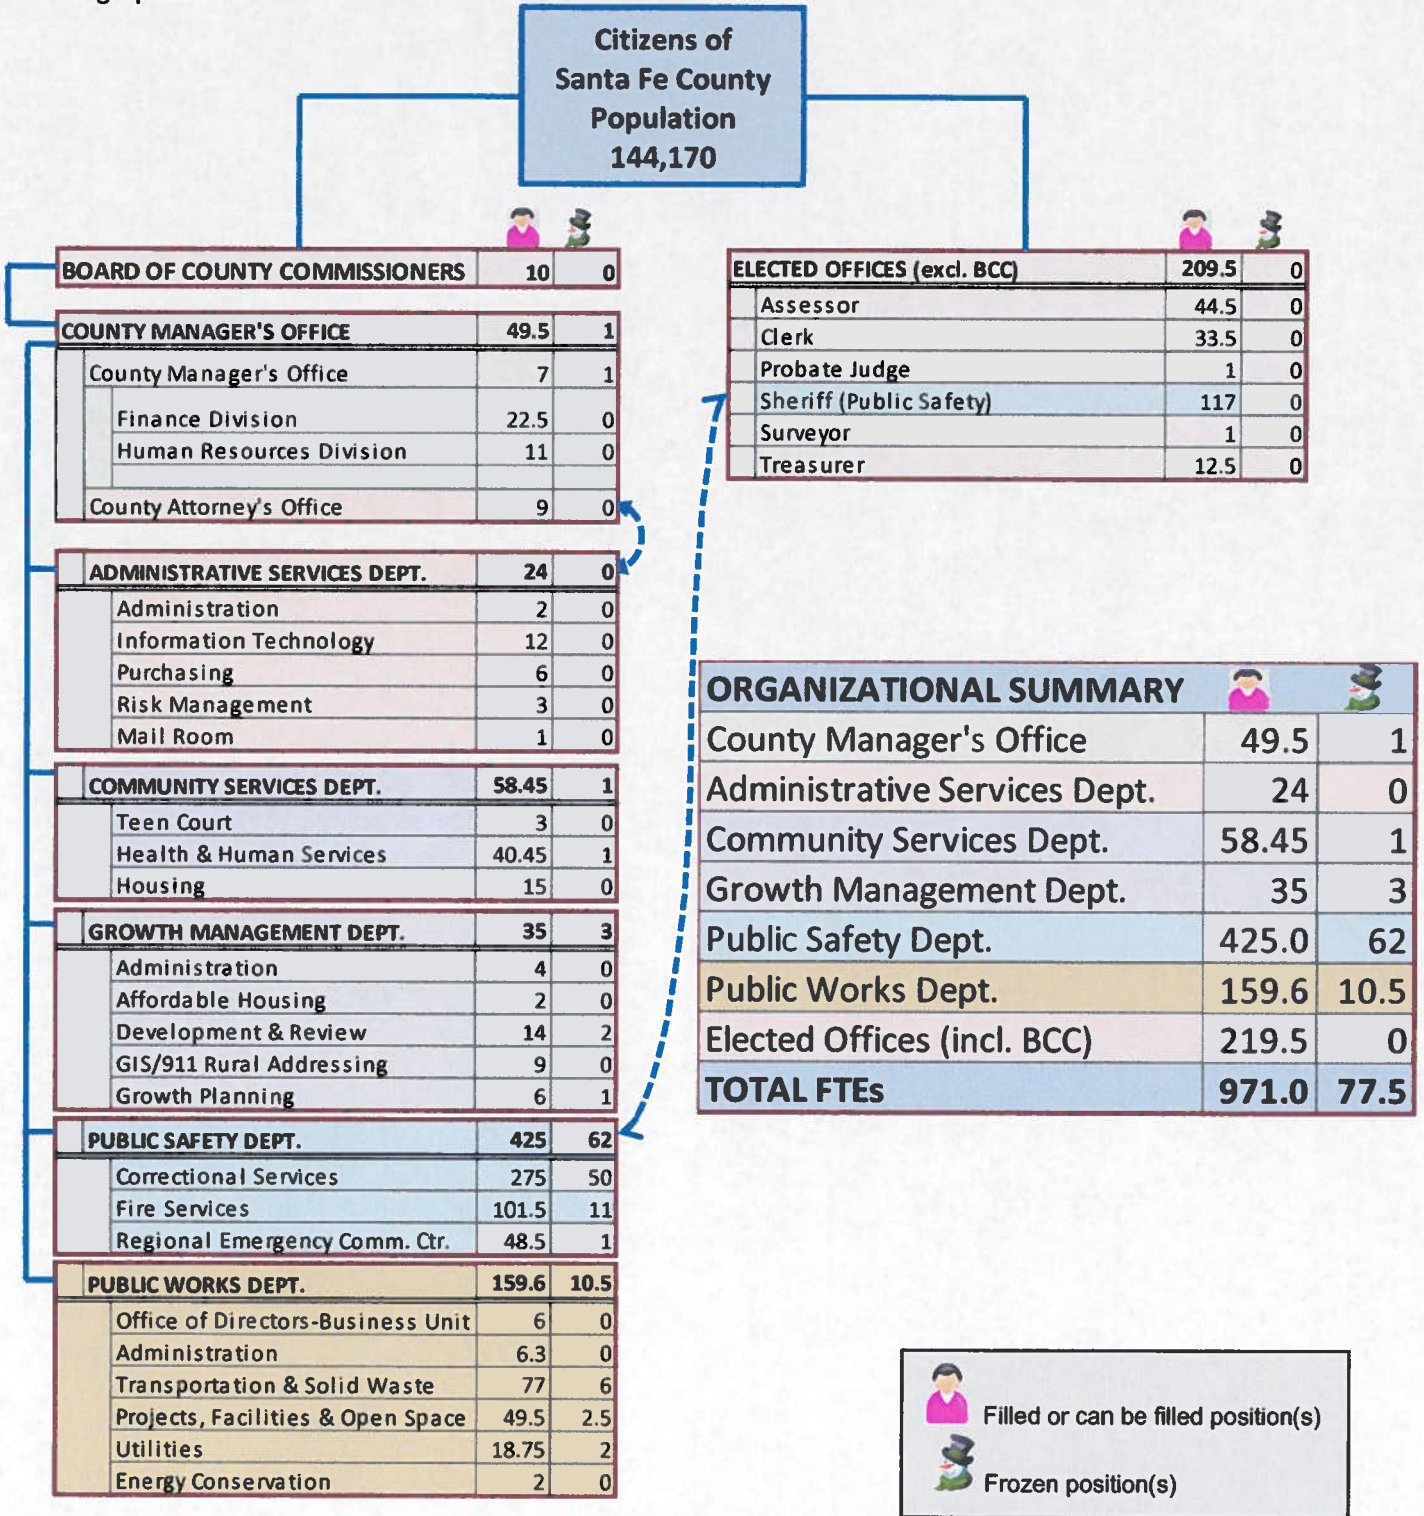 Citizens of
Santa Fe County
Population
144,170
BOARD OF COUNTY COMMISSIONERS 10 0
COUNTY MANAGER'S OFFICE 49.5 1
County Manager's Office 7 1
Finance Division 22.5 0
Human Resources Division 11 0
County Attorney's Office 9 0
ADMINISTRATIVE SERVICES DEPT. 24 0
Administration 2 0
Information Technology 12 0
Purchasing 6 0
Risk Management 3 0
Mail Room 1 0
COMMUNITY SERVICES DEPT. 58.45 1
Teen Court 3 0
Health & Human Services 40.45 1
Housing 15 0
GROWTH MANAGEMENT DEPT. 35 3
Administration 4 0
Affordable Housing 2 0
Development & Review 14 2
GIS/911 Rural Addressing 9 0
Growth Planning 6 1
PUBLIC SAFETY DEPT. 425 62
Correctional Services 275 50
Fire Services 101.5 11
Regional Emergency Comm. Ctr. 48.5 1
PUBLIC WORKS DEPT. 159.6 10.5
Office of Directors-Business Unit 6 0
Administration 6.3 0
Transportation & Solid Waste 77 6
Projects, Facilities & Open Space 49.5 2.5
Utilities 18.75 2
Energy Conservation 2 0
ELECTED OFFICES (excl. BCC) 209.5 0
Assessor 44.5 0
Clerk 33.5 0
Probate Judge 1 0
Sheriff (Public Safety) 117 0
Surveyor 1 0
Treasurer 12.5 0
ORGANIZATIONAL SUMMARY
County Manager's Office 49.5 1
Administrative Services Dept. 24 0
Community Services Dept. 58.45 1
Growth Management Dept. 35 3
Public Safety Dept. 425.0 62
Public Works Dept. 159.6 10.5
Elected Offices (incl. BCC) 219.5 0
TOTAL FTEs 971.0 77.5
Filled or can be filled position(s)
Frozen position(s)